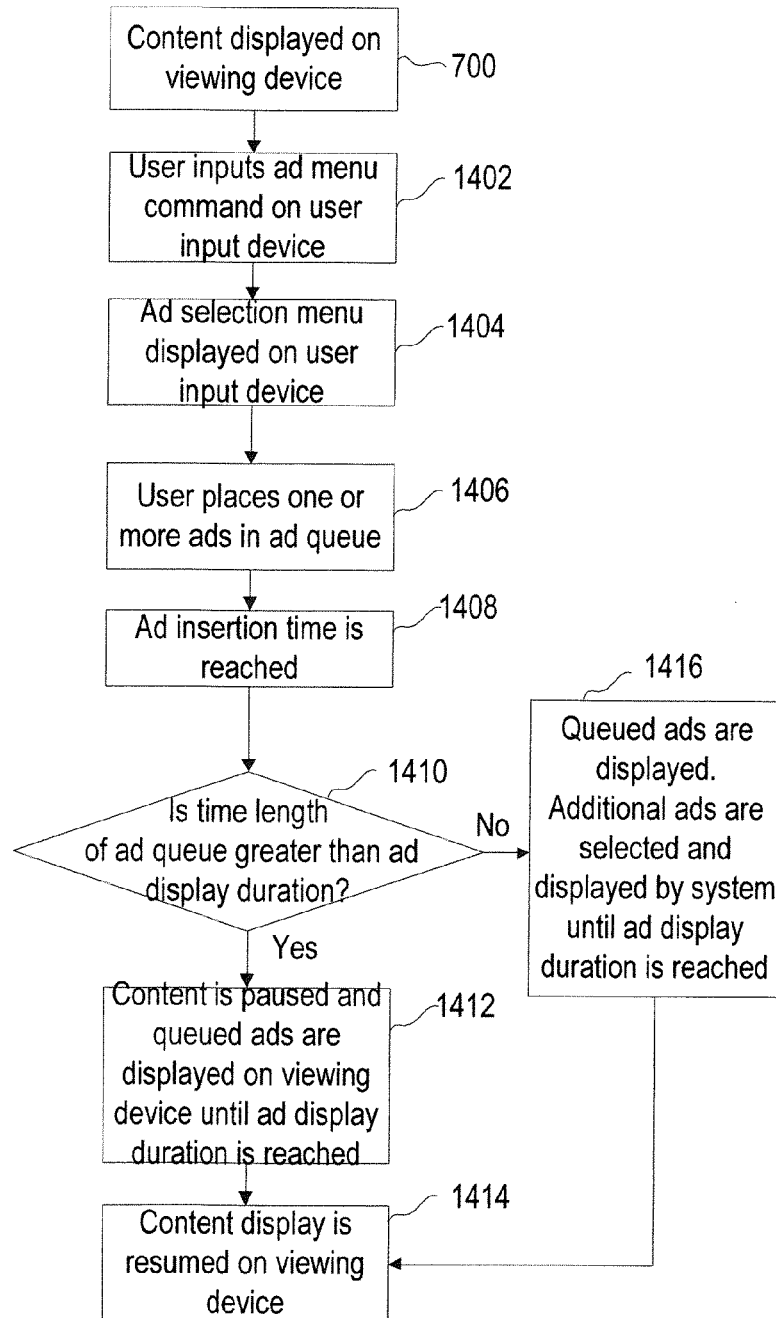 Content displayed on
viewing device
700
User inputs ad menu
command on user
input device
1402
Ad selection menu
displayed on user
input device
1404
User places one or
more ads in ad queue
1406
Ad insertion time is
reached
1408
Is time length
of ad queue greater than ad
display duration?
1410
No
Yes
1416
Queued ads are
displayed.
Additional ads are
selected and
displayed by system
until ad display
duration is reached
Content is paused and
queued ads are
displayed on viewing
device until ad display
duration is reached
1412
Content display is
resumed on viewing
device
1414